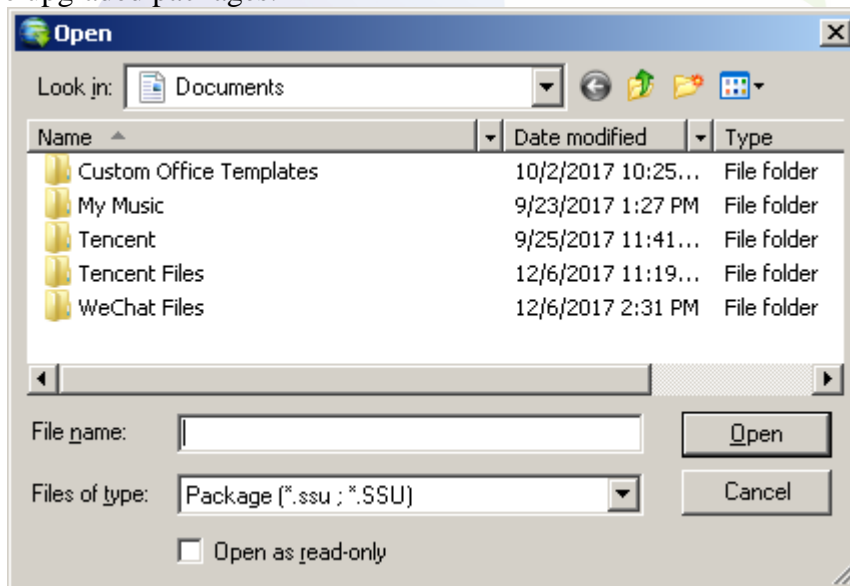 upgraded packages.
Open
Look in: Documents
Name Date modified Type
Custom Office Templates 10/2/2017 10:25... File folder
My Music 9/23/2017 1:27 PM File folder
Tencent 9/25/2017 11:41... File folder
Tencent Files 12/6/2017 11:19... File folder
WeChat Files 12/6/2017 2:31 PM File folder
File name: Open
Files of type: Package (*.ssu ; *.SSU) Cancel
Open as read-only